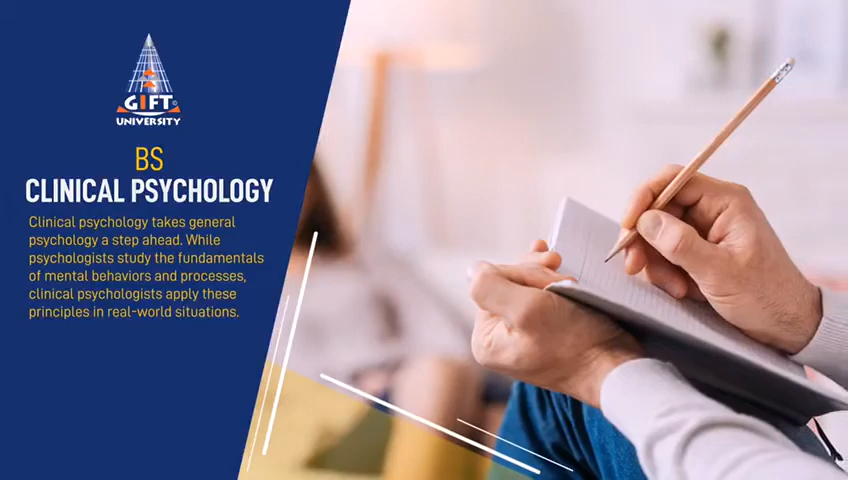 GIFT
UNIVERSITY
BS
CLINICAL PSYCHOLOGY
Clinical psychology takes general
psychology a step ahead. While
psychologists study the fundamentals
of mental behaviors and processes,
clinical psychologists apply these
principles in real-world situations.